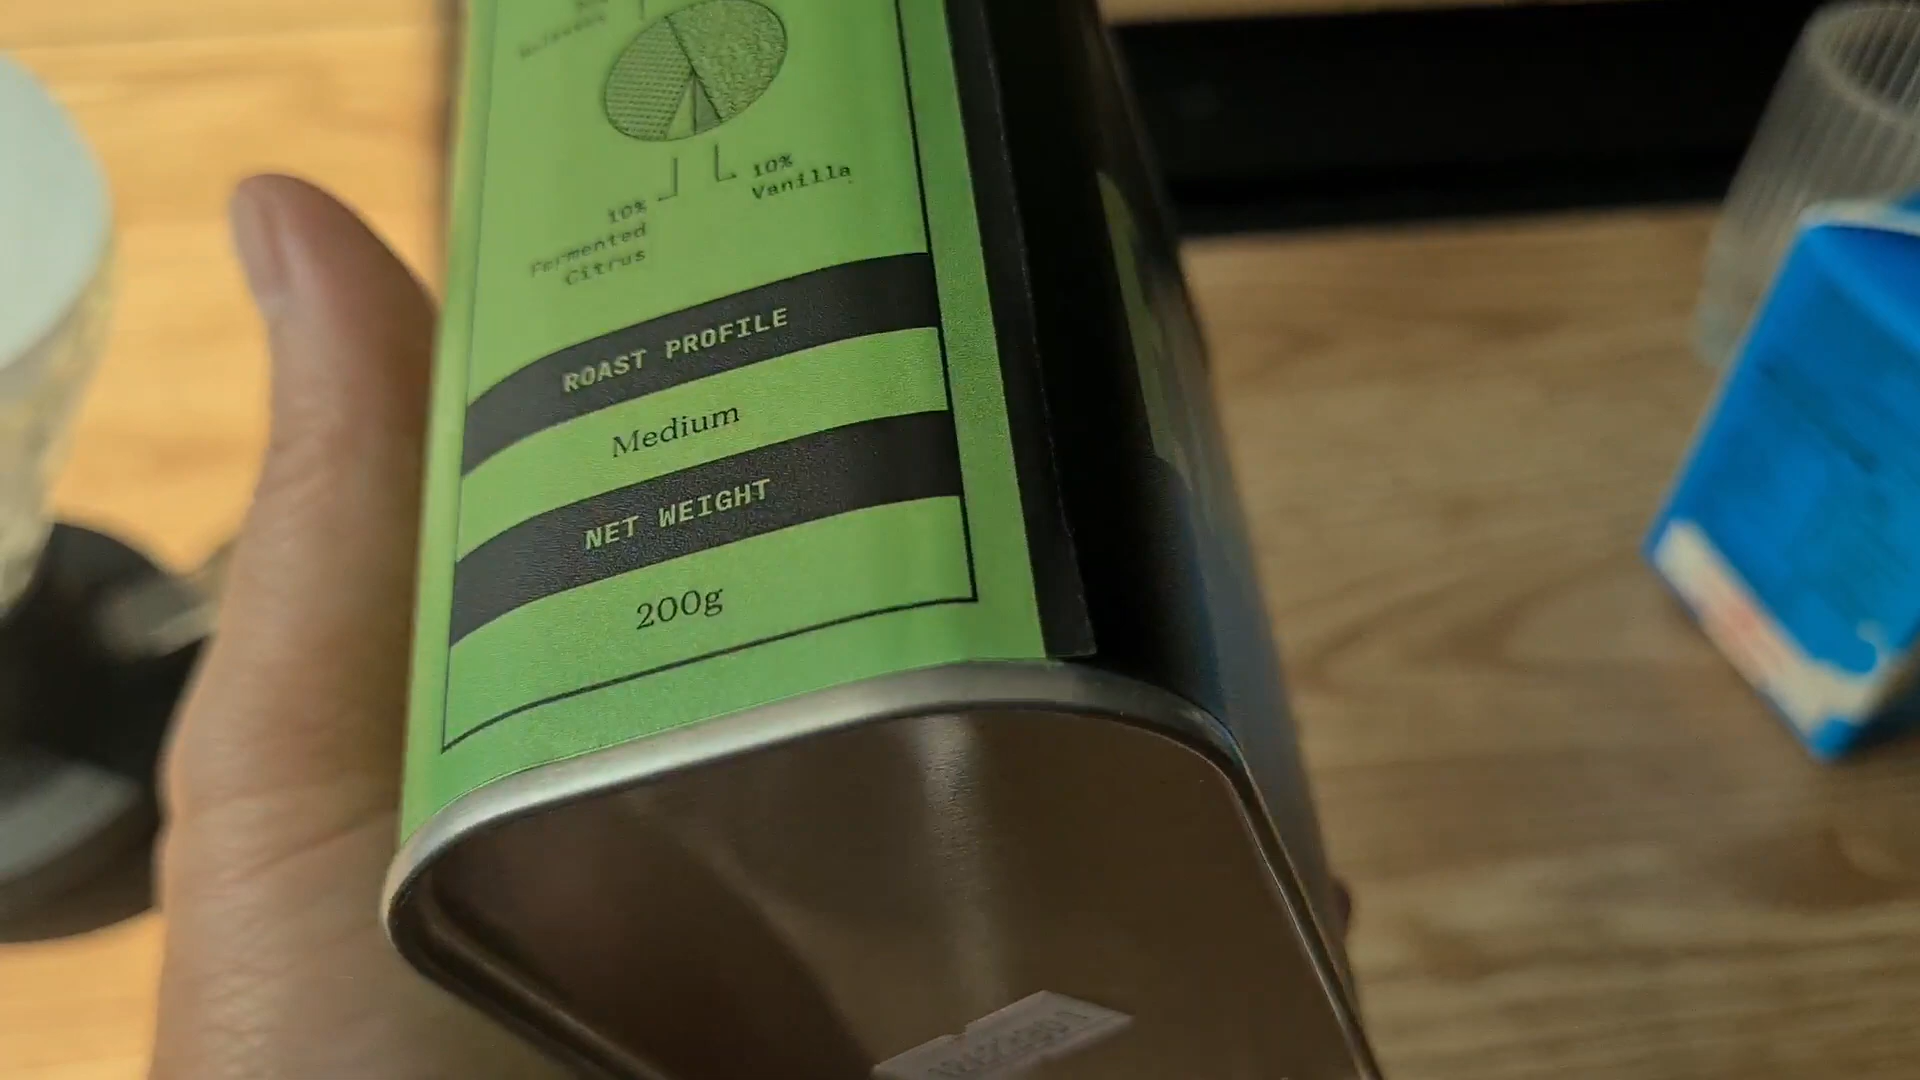 10%
Vanilla
10%
Fermented
Citrus
ROAST PROFILE
Medium
NET WEIGHT
200g